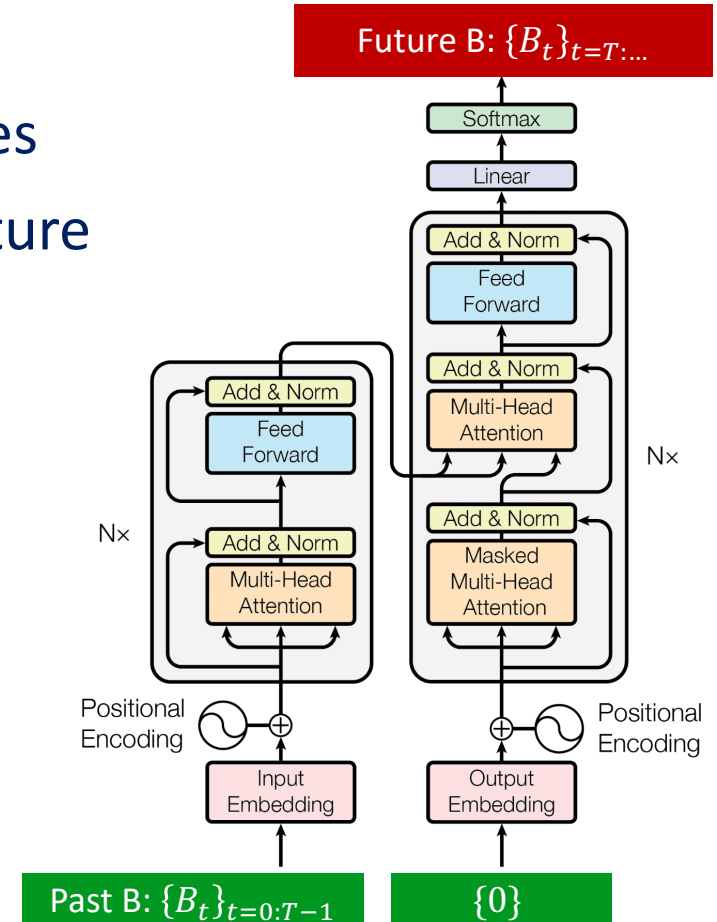 Future B: {B_t}_{t=T:…}
es
ture
Softmax
Linear
Add & Norm
Feed
Forward
Add & Norm
Multi-Head
Attention
N×
Add & Norm
Masked
Multi-Head
Attention
Add & Norm
Feed
Forward
N×
Add & Norm
Multi-Head
Attention
Positional
Encoding
Positional
Encoding
Input
Embedding
Output
Embedding
Past B: {B_t}_{t=0:T−1}
{0}